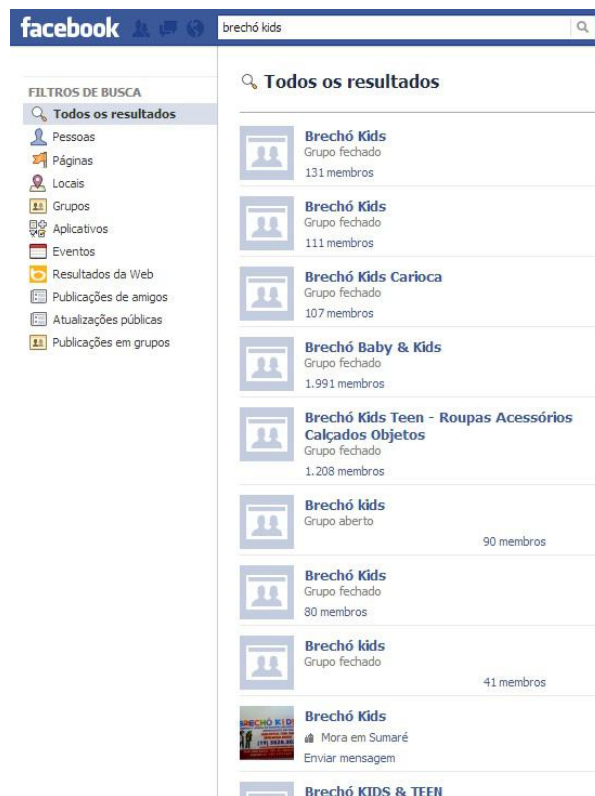 facebook
brechó kids
FILTROS DE BUSCA
Todos os resultados
Pessoas
Páginas
Locais
Grupos
Aplicativos
Eventos
Resultados da Web
Publicações de amigos
Atualizações públicas
Publicações em grupos
Todos os resultados
Brechó Kids
Grupo fechado
131 membros
Brechó Kids
Grupo fechado
111 membros
Brechó Kids Carioca
Grupo fechado
107 membros
Brechó Baby & Kids
Grupo fechado
1.991 membros
Brechó Kids Teen - Roupas Acessórios
Calçados Objetos
Grupo fechado
1.208 membros
Brechó kids
Grupo aberto
90 membros
Brechó Kids
Grupo fechado
80 membros
Brechó kids
Grupo fechado
41 membros
BRECHÓ KID
Brechó Kids
Mora em Sumaré
Enviar mensagem
Brechó KIDS & TEEN